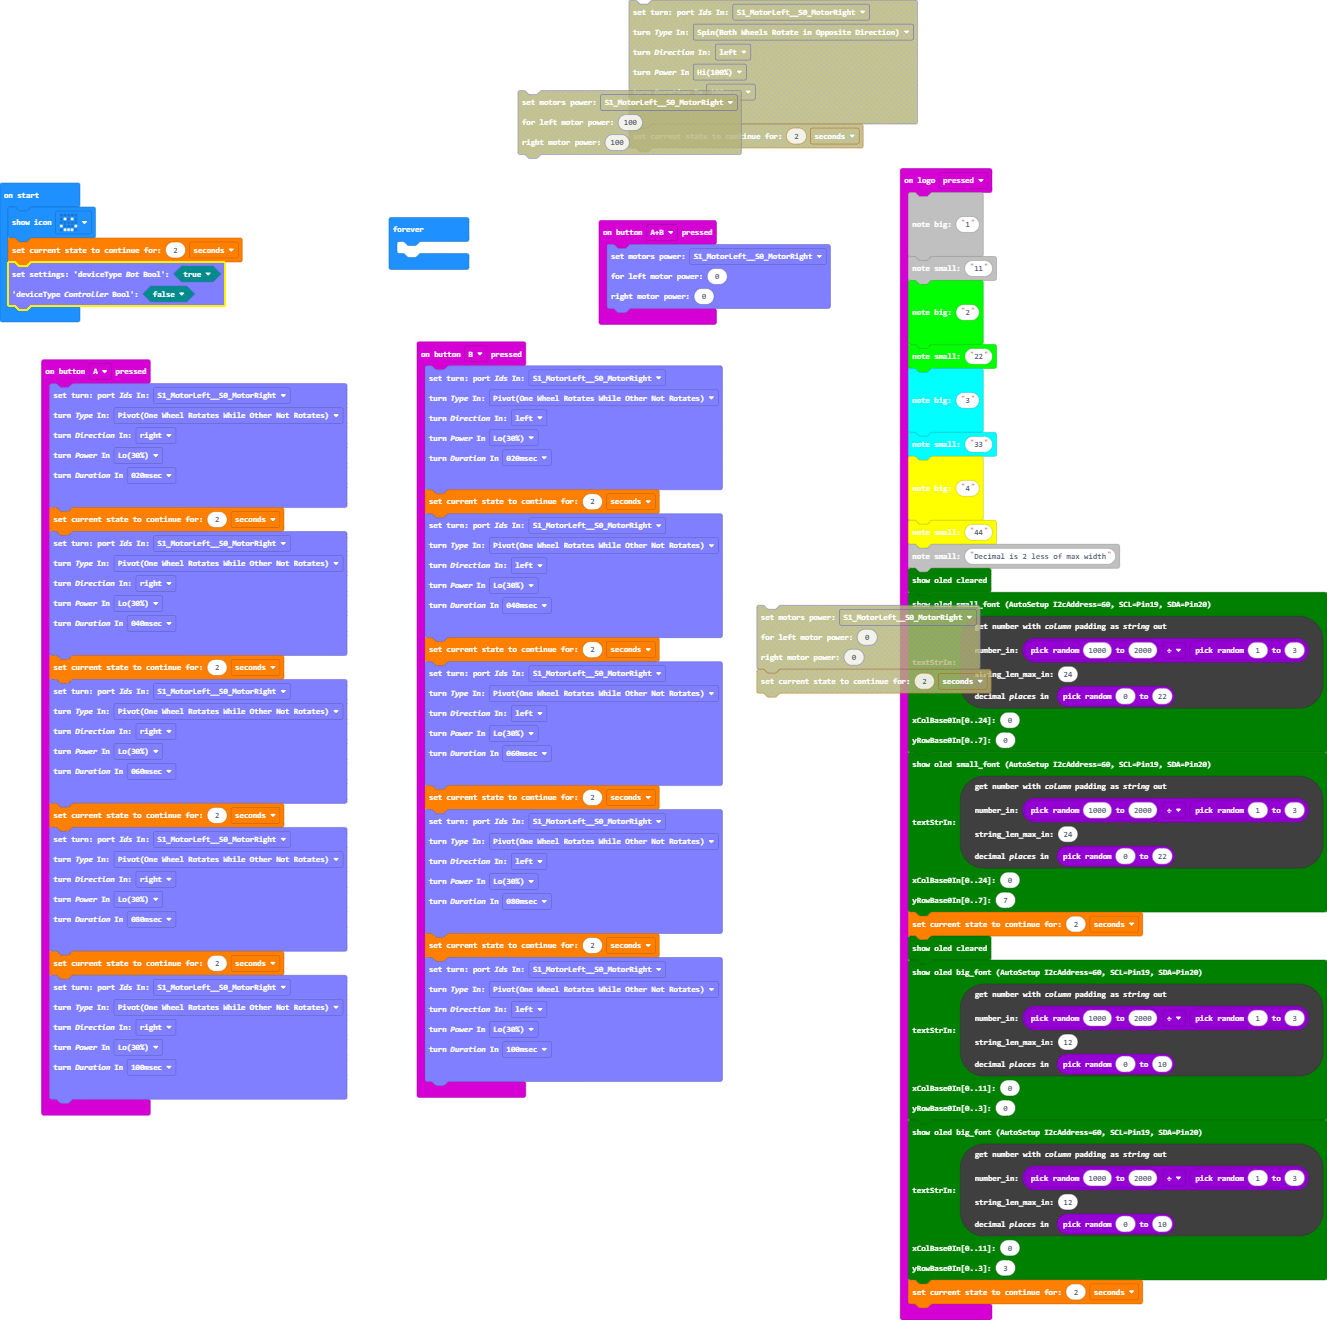 set turn: port Ids In: S1_MotorLeft__S0_MotorRight
turn Type In: Spin(Both Wheels Rotate in Opposite Direction)
turn Direction In: left
turn Power In Hi(100%)
set motors power: S1_MotorLeft__S0_MotorRight
for left motor power: 100
right motor power: 100
set current state to continue for: 2 seconds
on start
show icon
set current state to continue for: 2 seconds
set settings: 'deviceType Bot Bool': true
'deviceType Controller Bool': false
forever
on button A+B pressed
set motors power: S1_MotorLeft__S0_MotorRight
for left motor power: 0
right motor power: 0
on button A pressed
set turn: port Ids In: S1_MotorLeft__S0_MotorRight
turn Type In: Pivot(One Wheel Rotates While Other Not Rotates)
turn Direction In: right
turn Power In Lo(30%)
turn Duration In 020msec
set current state to continue for: 2 seconds
set turn: port Ids In: S1_MotorLeft__S0_MotorRight
turn Type In: Pivot(One Wheel Rotates While Other Not Rotates)
turn Direction In: right
turn Power In Lo(30%)
turn Duration In 040msec
set current state to continue for: 2 seconds
set turn: port Ids In: S1_MotorLeft__S0_MotorRight
turn Type In: Pivot(One Wheel Rotates While Other Not Rotates)
turn Direction In: right
turn Power In Lo(30%)
turn Duration In 060msec
set current state to continue for: 2 seconds
set turn: port Ids In: S1_MotorLeft__S0_MotorRight
turn Type In: Pivot(One Wheel Rotates While Other Not Rotates)
turn Direction In: right
turn Power In Lo(30%)
turn Duration In 080msec
set current state to continue for: 2 seconds
set turn: port Ids In: S1_MotorLeft__S0_MotorRight
turn Type In: Pivot(One Wheel Rotates While Other Not Rotates)
turn Direction In: right
turn Power In Lo(30%)
turn Duration In 100msec
on button B pressed
set turn: port Ids In: S1_MotorLeft__S0_MotorRight
turn Type In: Pivot(One Wheel Rotates While Other Not Rotates)
turn Direction In: left
turn Power In Lo(30%)
turn Duration In 020msec
set current state to continue for: 2 seconds
set turn: port Ids In: S1_MotorLeft__S0_MotorRight
turn Type In: Pivot(One Wheel Rotates While Other Not Rotates)
turn Direction In: left
turn Power In Lo(30%)
turn Duration In 040msec
set current state to continue for: 2 seconds
set turn: port Ids In: S1_MotorLeft__S0_MotorRight
turn Type In: Pivot(One Wheel Rotates While Other Not Rotates)
turn Direction In: left
turn Power In Lo(30%)
turn Duration In 060msec
set current state to continue for: 2 seconds
set turn: port Ids In: S1_MotorLeft__S0_MotorRight
turn Type In: Pivot(One Wheel Rotates While Other Not Rotates)
turn Direction In: left
turn Power In Lo(30%)
turn Duration In 080msec
set current state to continue for: 2 seconds
set turn: port Ids In: S1_MotorLeft__S0_MotorRight
turn Type In: Pivot(One Wheel Rotates While Other Not Rotates)
turn Direction In: left
turn Power In Lo(30%)
turn Duration In 100msec
set motors power: S1_MotorLeft__S0_MotorRight
for left motor power: 0
right motor power: 0
set current state to continue for: 2 seconds
on logo pressed
note big: "1"
note small: "11"
note big: "2"
note small: "22"
note big: "3"
note small: "33"
note big: "4"
note small: "44"
note small: "Decimal is 2 less of max width"
show oled cleared
show oled small_font (AutoSetup I2cAddress=60, SCL=Pin19, SDA=Pin20)
get number with column padding as string out
textStrIn: number_in: pick random 1000 to 2000 ÷ pick random 1 to 3
string_len_max_in: 24
decimal places in pick random 0 to 22
xColBase0In[0..24]: 0
yRowBase0In[0..7]: 0
show oled small_font (AutoSetup I2cAddress=60, SCL=Pin19, SDA=Pin20)
get number with column padding as string out
number_in: pick random 1000 to 2000 ÷ pick random 1 to 3
textStrIn: string_len_max_in: 24
decimal places in pick random 0 to 22
xColBase0In[0..24]: 0
yRowBase0In[0..7]: 7
set current state to continue for: 2 seconds
show oled cleared
show oled big_font (AutoSetup I2cAddress=60, SCL=Pin19, SDA=Pin20)
get number with column padding as string out
number_in: pick random 1000 to 2000 ÷ pick random 1 to 3
textStrIn: string_len_max_in: 12
decimal places in pick random 0 to 10
xColBase0In[0..11]: 0
yRowBase0In[0..3]: 0
show oled big_font (AutoSetup I2cAddress=60, SCL=Pin19, SDA=Pin20)
get number with column padding as string out
number_in: pick random 1000 to 2000 ÷ pick random 1 to 3
textStrIn: string_len_max_in: 12
decimal places in pick random 0 to 10
xColBase0In[0..11]: 0
yRowBase0In[0..3]: 3
set current state to continue for: 2 seconds